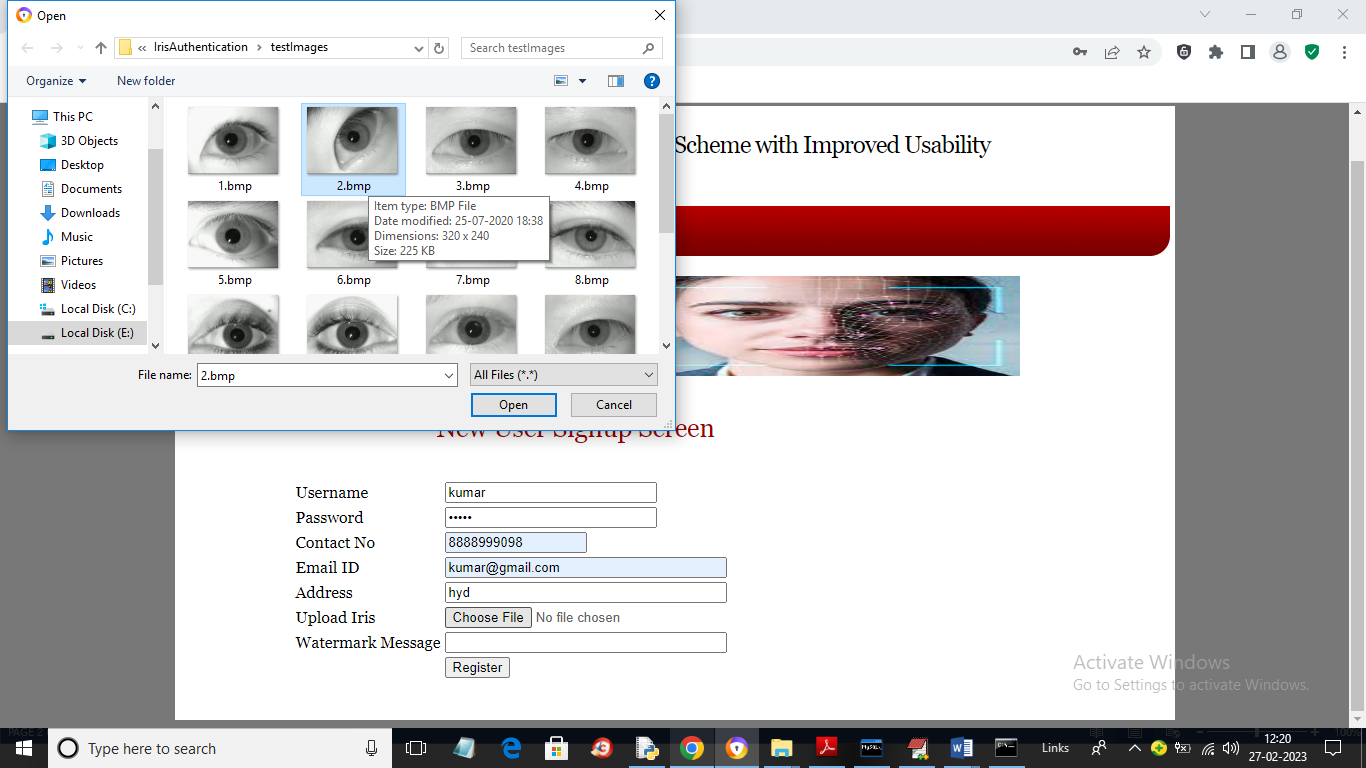 Open
« IrisAuthentication › testImages
Search testImages
Organize
New folder
This PC
3D Objects
Desktop
Documents
Downloads
Music
Pictures
Videos
Local Disk (C:)
Local Disk (E:)
1.bmp
2.bmp
3.bmp
4.bmp
Item type: BMP File
Date modified: 25-07-2020 18:38
Dimensions: 320 x 240
Size: 225 KB
5.bmp
6.bmp
7.bmp
8.bmp
File name: 2.bmp
All Files (*.*)
Open
Cancel
Scheme with Improved Usability
New User Signup Screen
Username kumar
Password •••••
Contact No 8888999098
Email ID kumar@gmail.com
Address hyd
Upload Iris Choose File No file chosen
Watermark Message
Register
Activate Windows
Go to Settings to activate Windows.
PAGE 2
100%
Type here to search
Links
12:20
27-02-2023